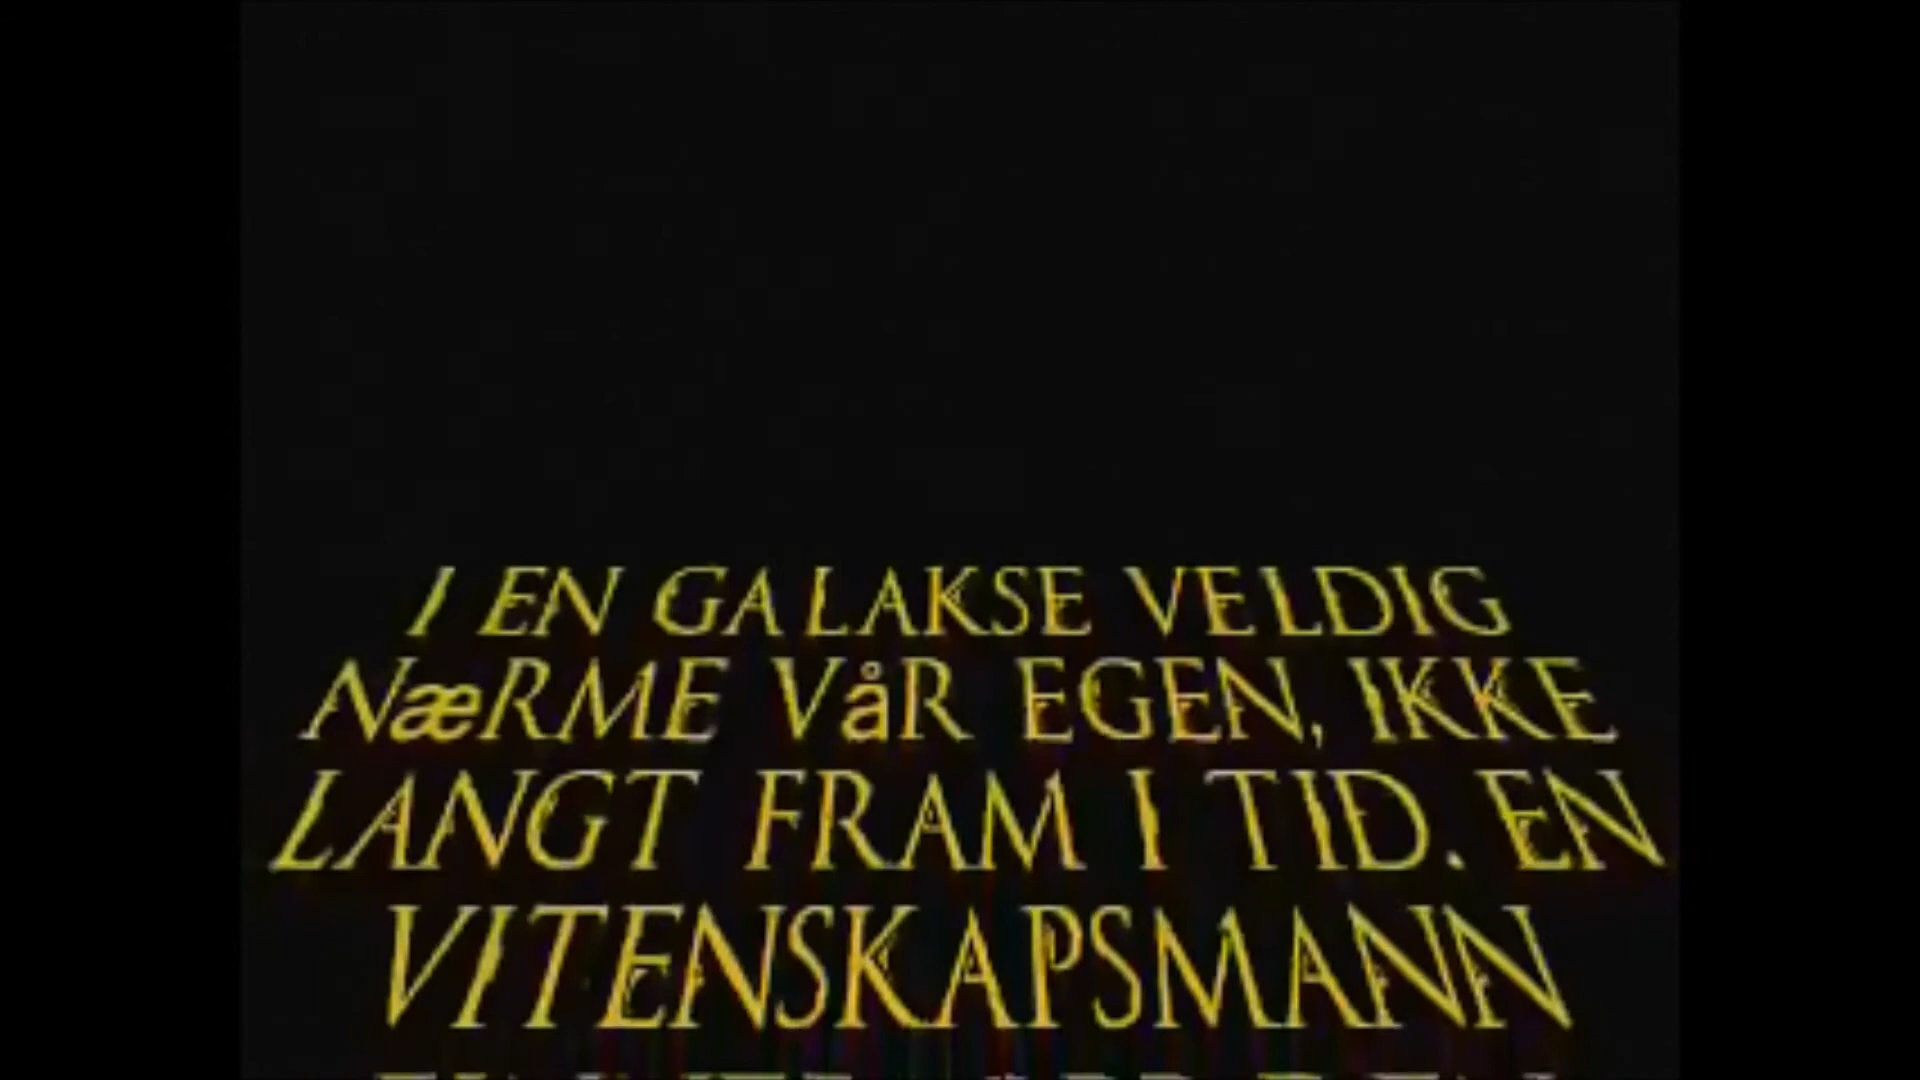 I EN GALAKSE VELDIG
NæRME VåR EGEN, IKKE
LANGT FRAM I TID. EN
VITENSKAPSMANN